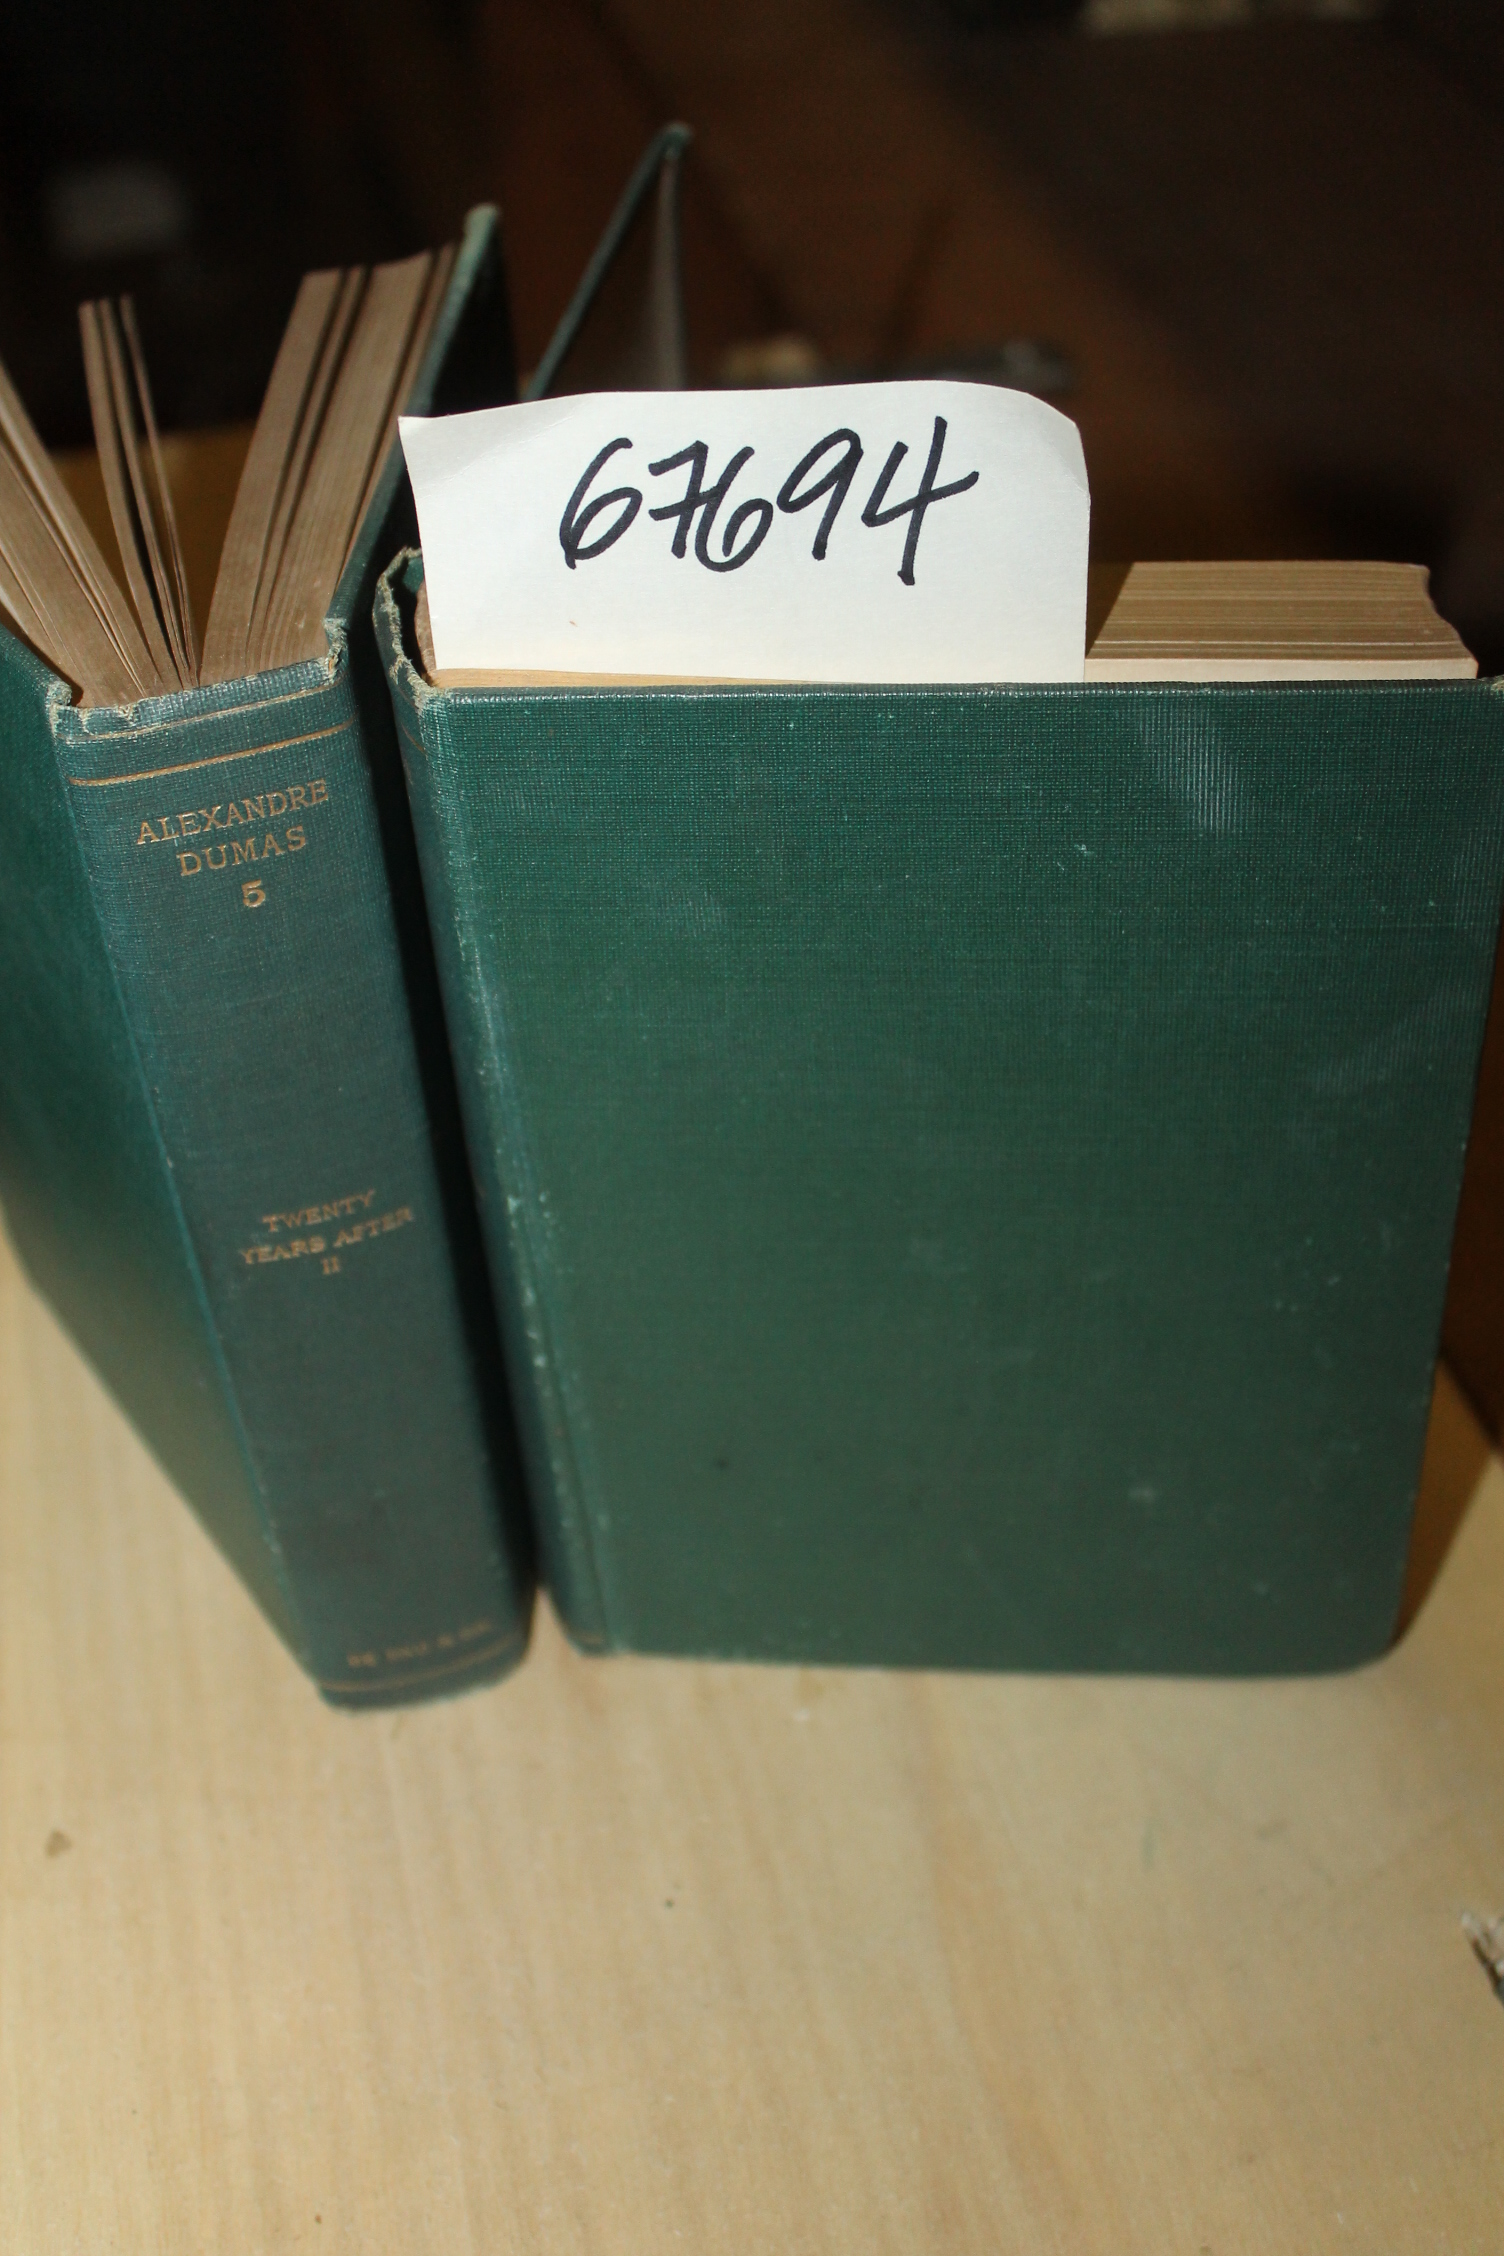 67694
ALEXANDRE
DUMAS
5
TWENTY
YEARS AFTER
II